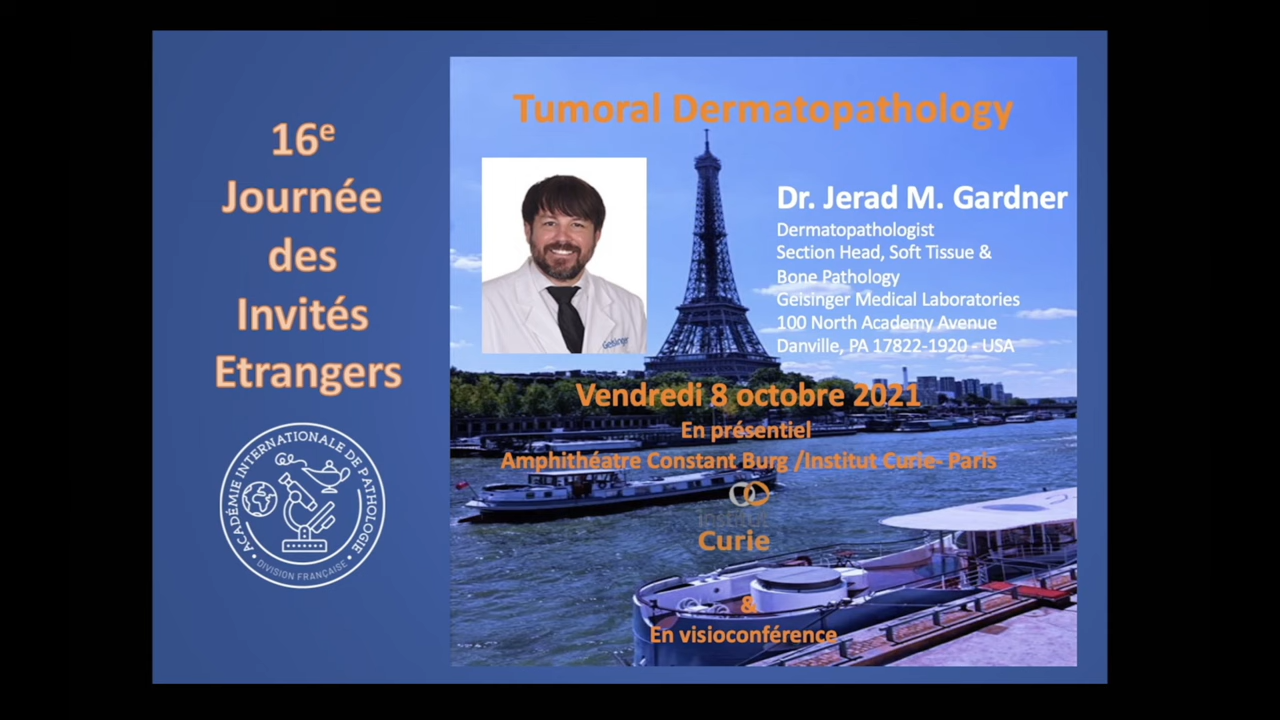 16e
Journée
des
Invités
Etrangers
ACADÉMIE INTERNATIONALE DE PATHOLOGIE
• DIVISION FRANÇAISE •
Tumoral Dermatopathology
Geisinger
Dr. Jerad M. Gardner
Dermatopathologist
Section Head, Soft Tissue &
Bone Pathology
Geisinger Medical Laboratories
100 North Academy Avenue
Danville, PA 17822-1920 - USA
Vendredi 8 octobre 2021
En présentiel
Amphithéatre Constant Burg /Institut Curie- Paris
Curie
&
En visioconférence